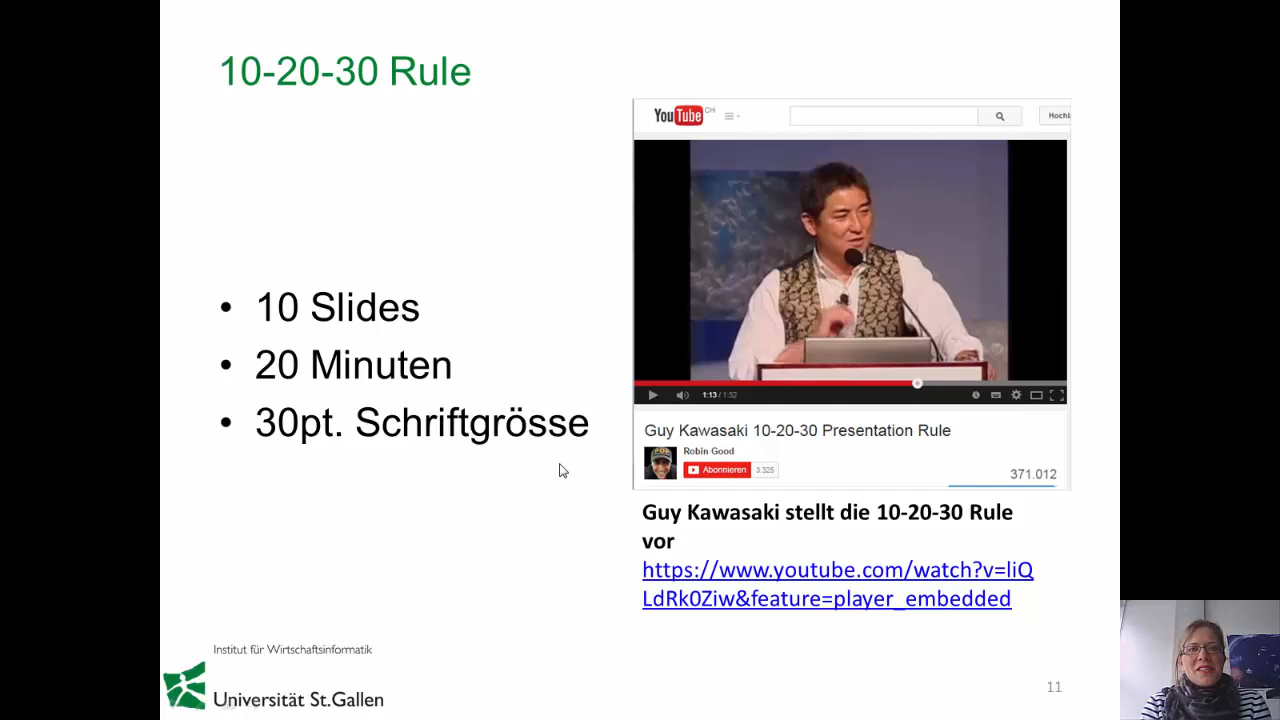 10-20-30 Rule
• 10 Slides
• 20 Minuten
• 30pt. Schriftgrösse
YouTube CH
1:13 / 1:52
Guy Kawasaki 10-20-30 Presentation Rule
Robin Good
Abonnieren 3.325
371.012
Guy Kawasaki stellt die 10-20-30 Rule
vor
https://www.youtube.com/watch?v=liQ
LdRk0Ziw&feature=player_embedded
Institut für Wirtschaftsinformatik
Universität St.Gallen
11